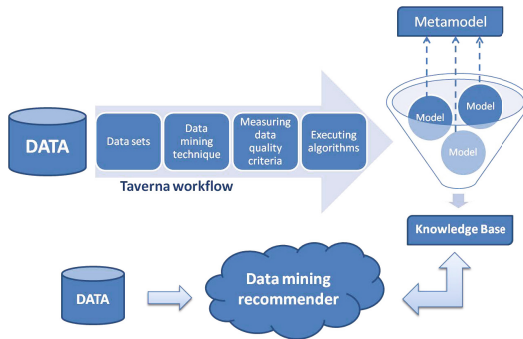 Metamodel
Model
Model
Model
DATA
Data sets
Data
mining
technique
Measuring
data
quality
criteria
Executing
algorithms
Taverna workflow
Knowledge Base
DATA
Data mining
recommender